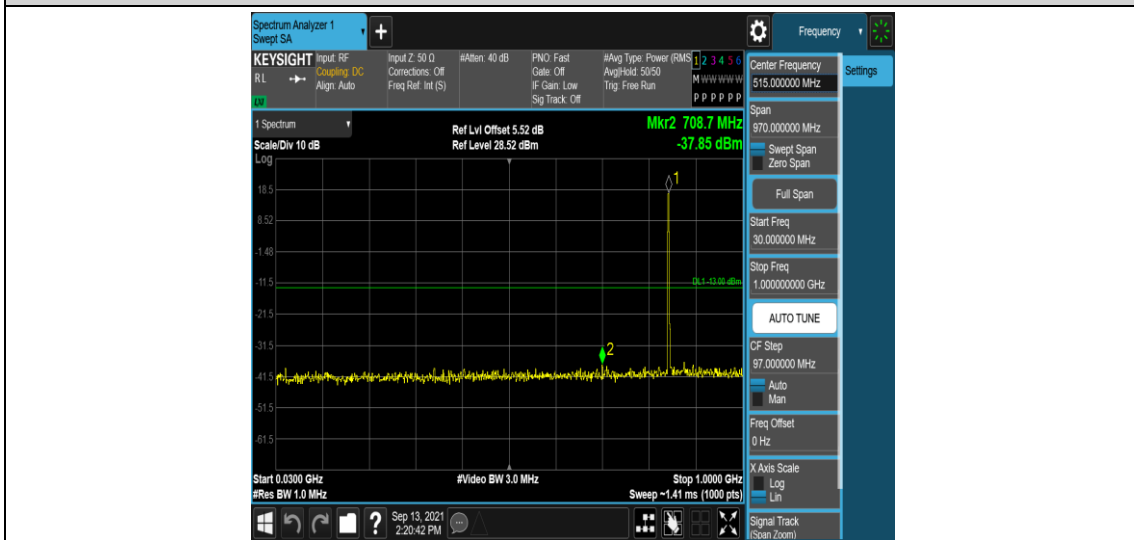 Spectrum Analyzer 1
Swept SA
+
Frequency
KEYSIGHT
RL
LXI
Input: RF
Coupling: DC
Align: Auto
Input Z: 50 Ω
Corrections: Off
Freq Ref: Int (S)
#Atten: 40 dB
PNO: Fast
Gate: Off
IF Gain: Low
Sig Track: Off
#Avg Type: Power (RMS
Avg|Hold: 50/50
Trig: Free Run
1 2 3 4 5 6
M W W W W W
P P P P P P
1 Spectrum
Scale/Div 10 dB
Log
Ref Lvl Offset 5.52 dB
Ref Level 28.52 dBm
Mkr2 708.7 MHz
-37.85 dBm
1
18.5
8.52
-1.48
-11.5
DL1 -13.00 dBm
-21.5
-31.5
2
-41.5
-51.5
-61.5
Start 0.0300 GHz
#Res BW 1.0 MHz
#Video BW 3.0 MHz
Stop 1.0000 GHz
Sweep ~1.41 ms (1000 pts)
Center Frequency
515.000000 MHz
Settings
Span
970.000000 MHz
Swept Span
Zero Span
Full Span
Start Freq
30.000000 MHz
Stop Freq
1.000000000 GHz
AUTO TUNE
CF Step
97.000000 MHz
Auto
Man
Freq Offset
0 Hz
X Axis Scale
Log
Lin
Signal Track
(Span Zoom)
?
Sep 13, 2021
2:20:42 PM